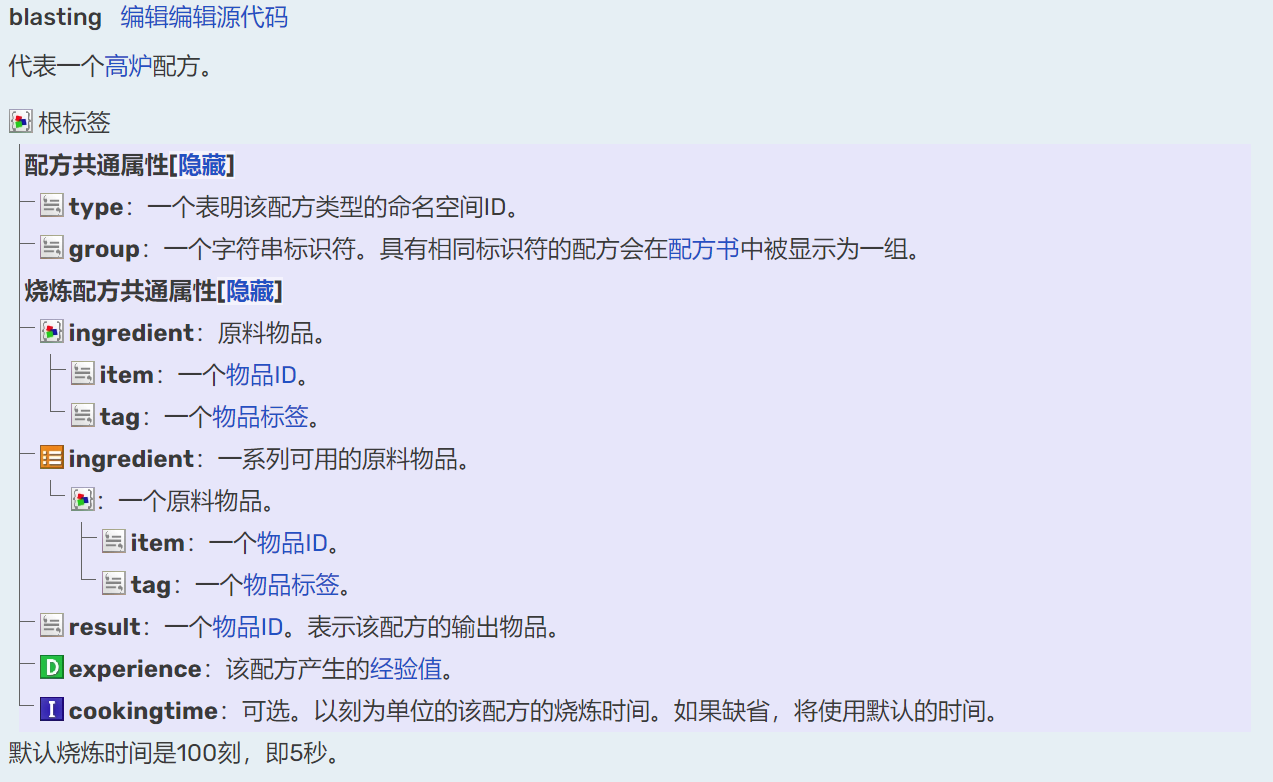 blasting 编辑编辑源代码
代表一个高炉配方。
根标签
配方共通属性[隐藏]
type：一个表明该配方类型的命名空间ID。
group：一个字符串标识符。具有相同标识符的配方会在配方书中被显示为一组。
烧炼配方共通属性[隐藏]
ingredient：原料物品。
item：一个物品ID。
tag：一个物品标签。
ingredient：一系列可用的原料物品。
：一个原料物品。
item：一个物品ID。
tag：一个物品标签。
result：一个物品ID。表示该配方的输出物品。
D experience：该配方产生的经验值。
I cookingtime：可选。以刻为单位的该配方的烧炼时间。如果缺省，将使用默认的时间。
默认烧炼时间是100刻，即5秒。